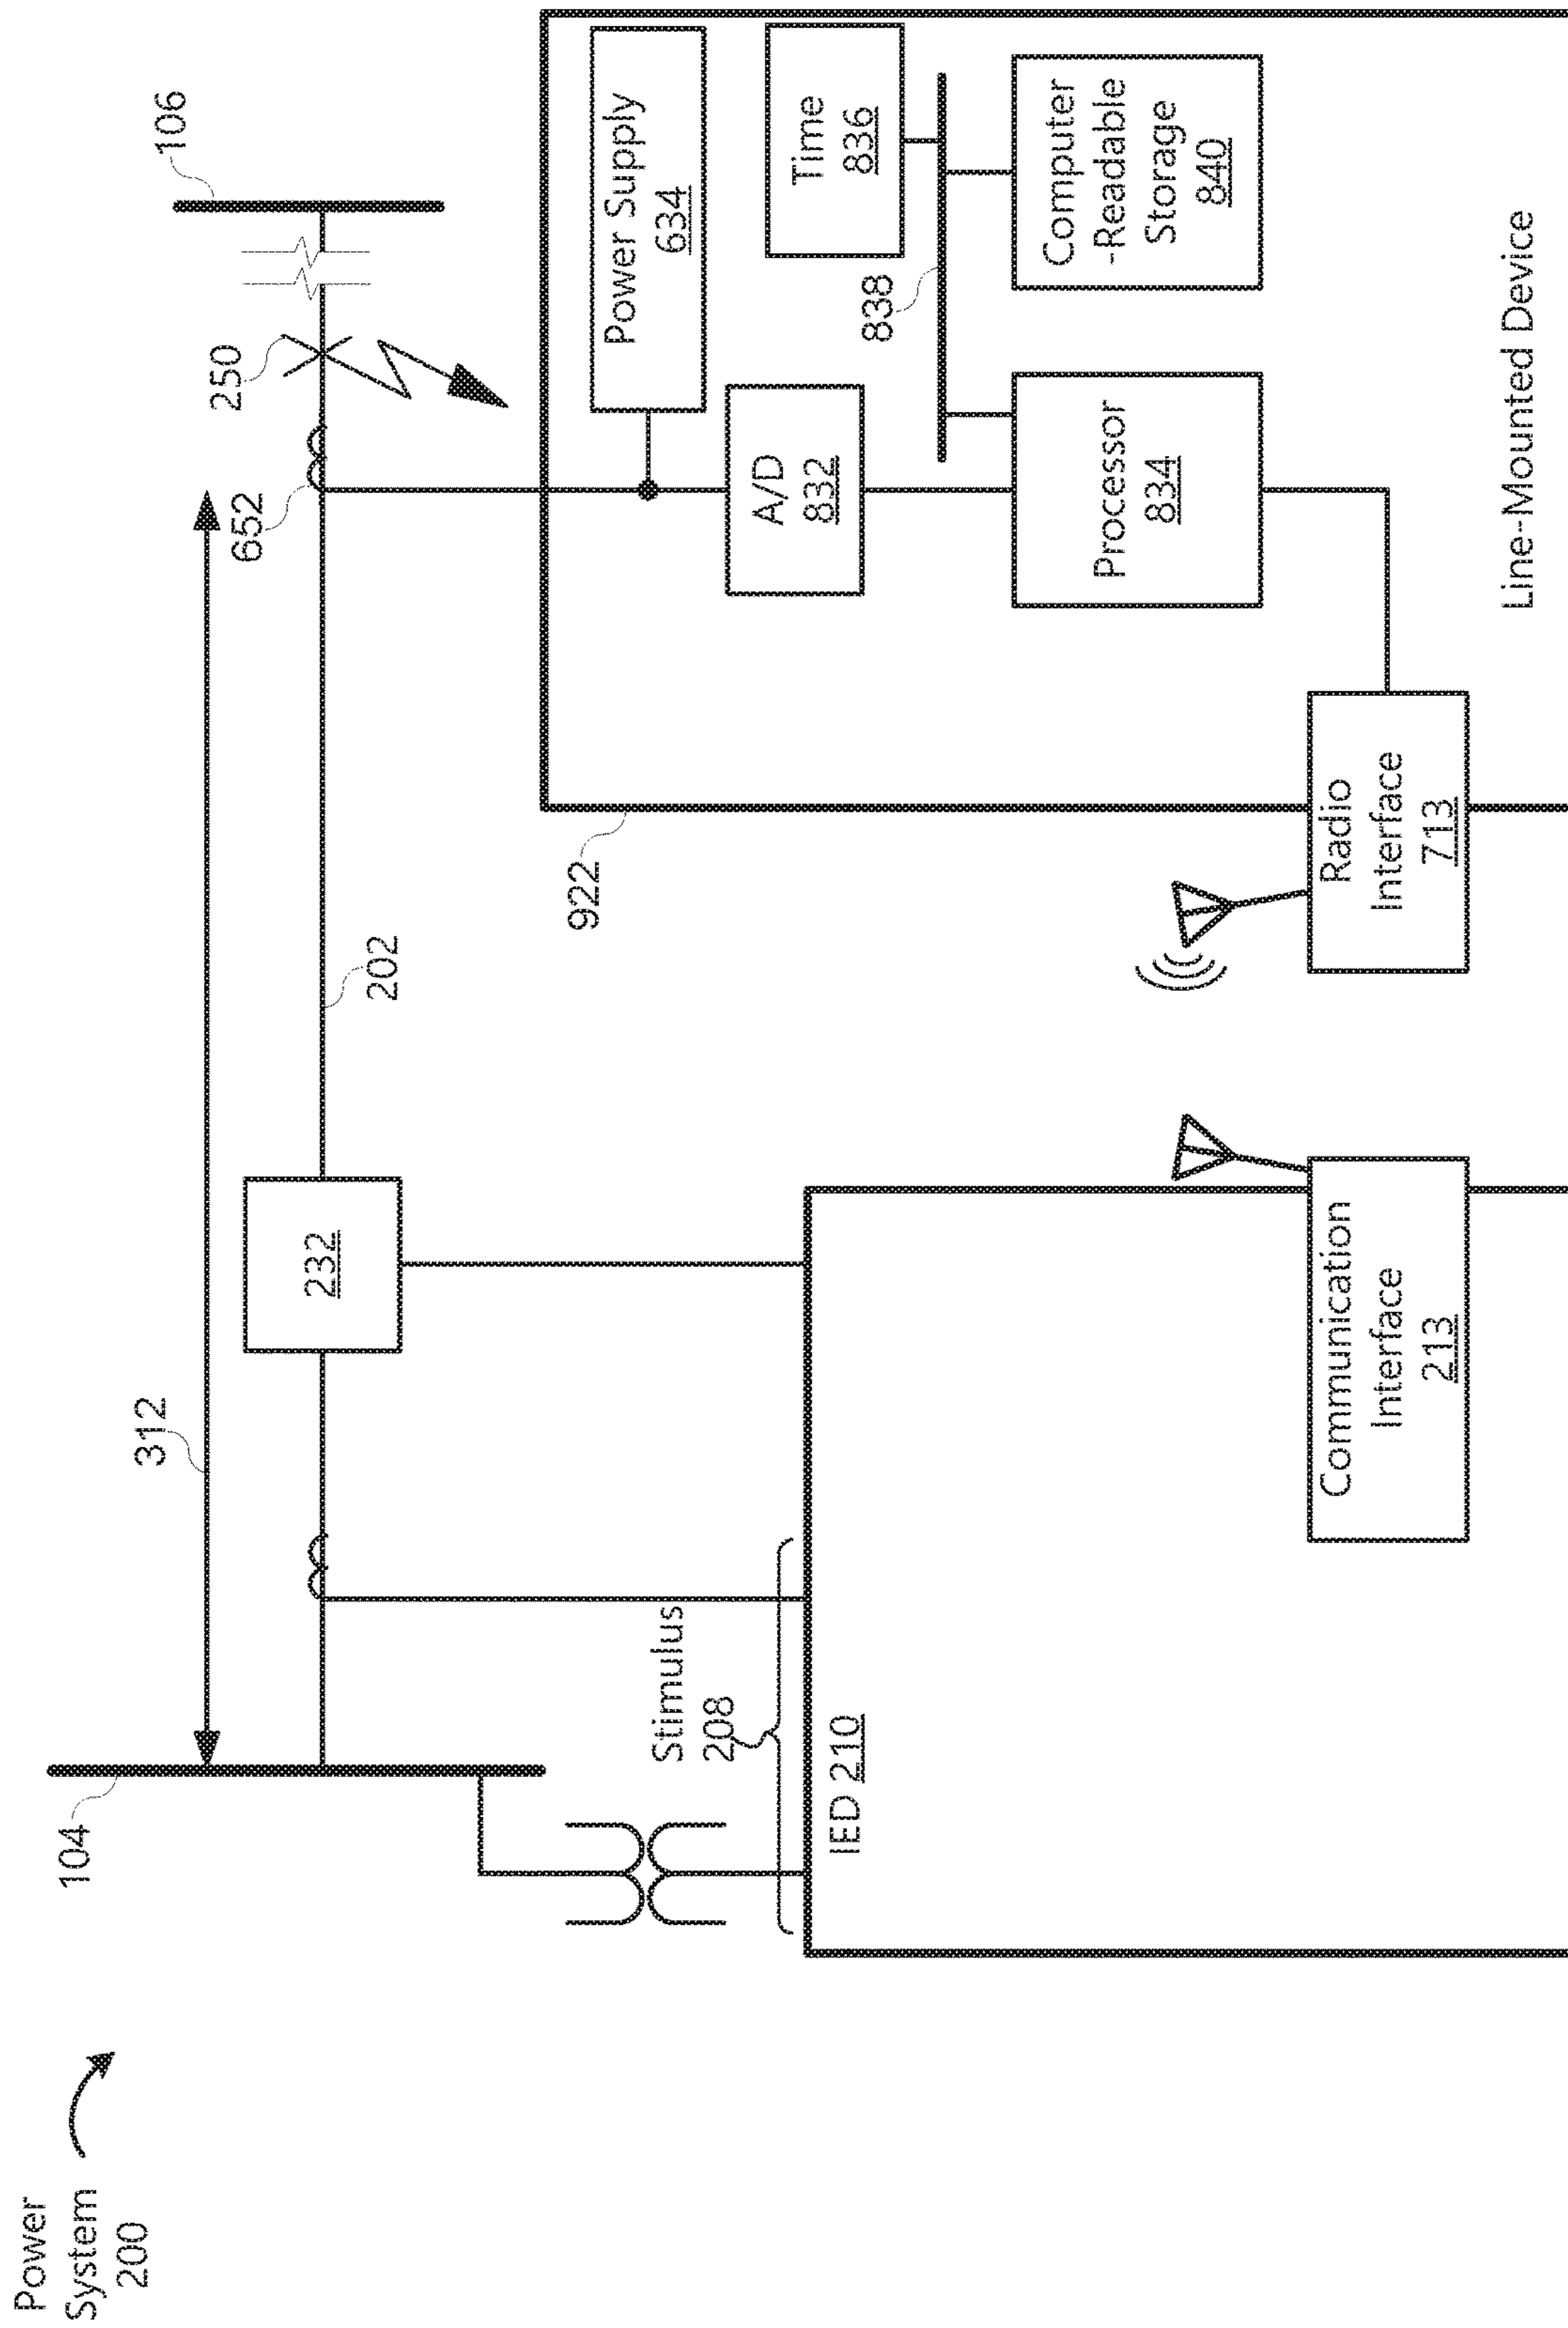 Power
System
200
104
312
106
250
652
202
232
Stimulus
208
IED 210
Communication
Interface
213
922
Power Supply
634
A/D
832
Time
836
838
Processor
834
Computer
-Readable
Storage
840
Radio
Interface
713
Line-Mounted Device